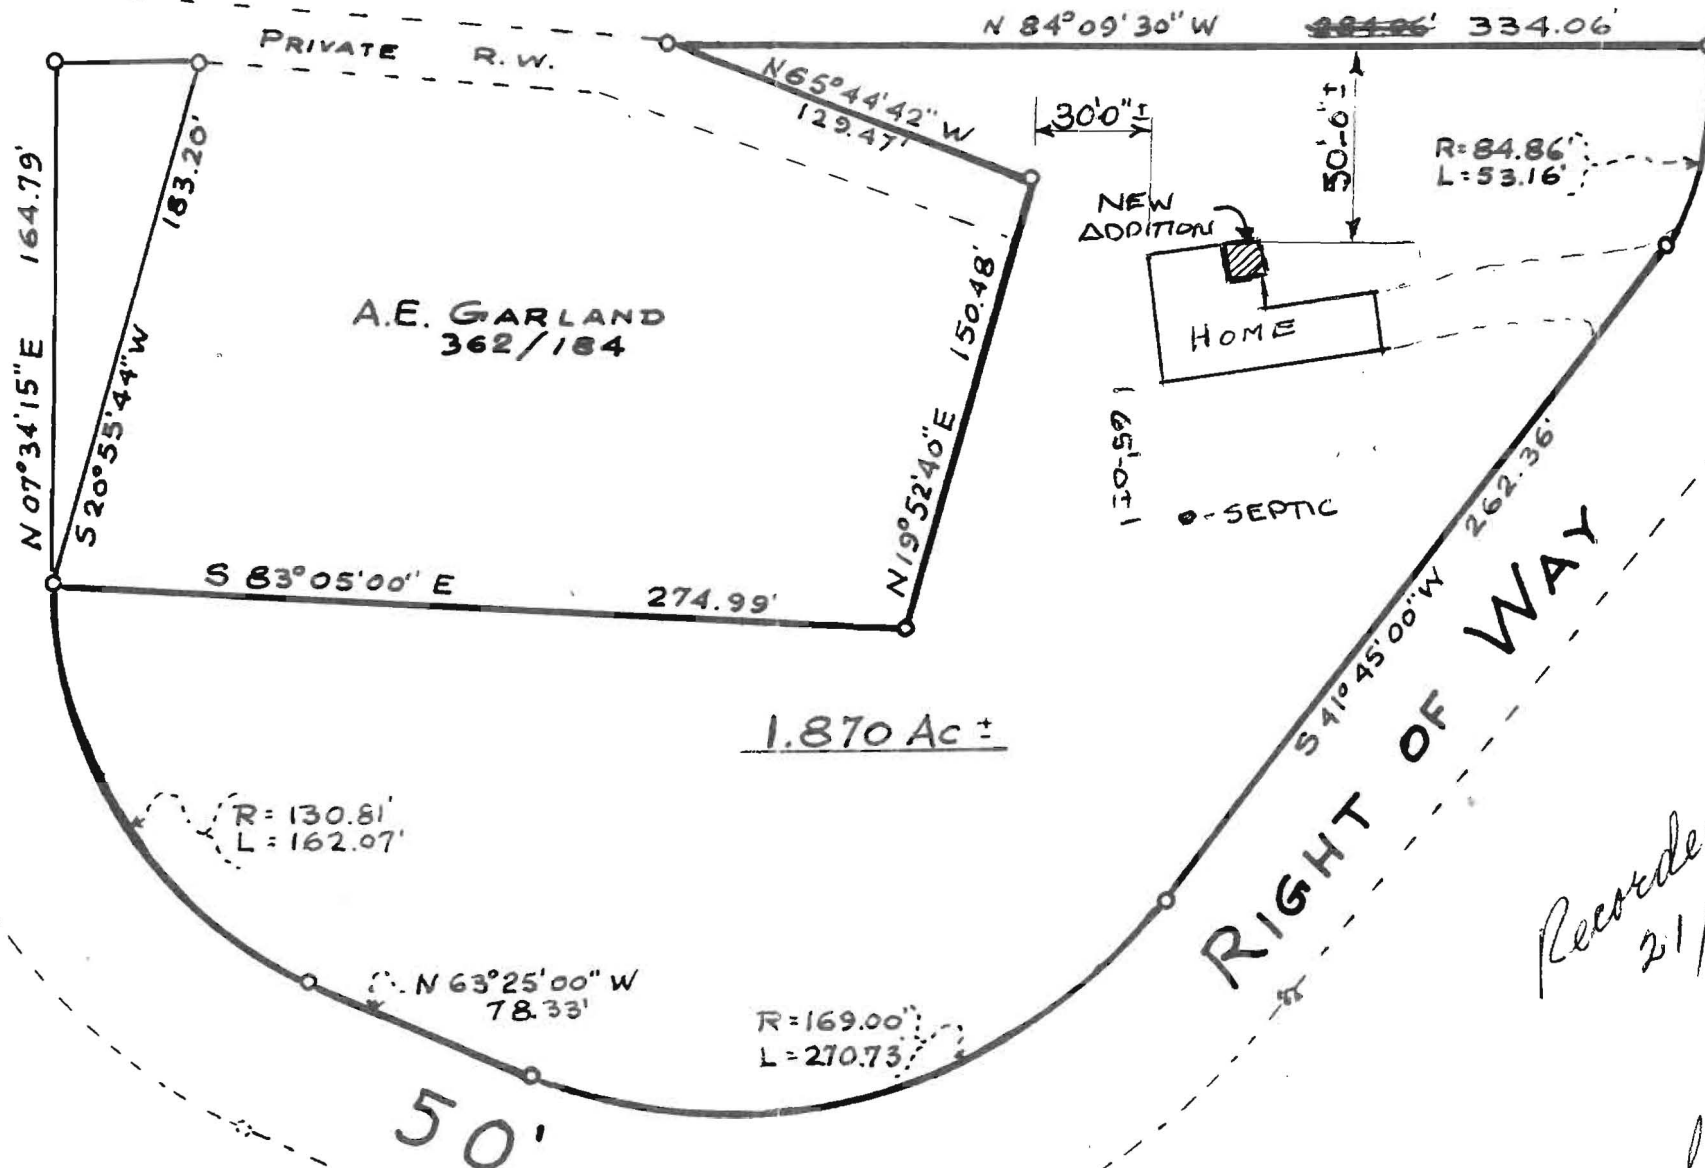 N 84°09'30" W 334.06'
PRIVATE R.W.
N 65°44'42" W
129.47'
30'0"±
50'-0"±
R=84.86'
L=53.16'
NEW
ADDITION
HOME
N 07°34'15" E 164.79'
183.20'
S 20°55'44" W
A.E. GARLAND
362/184
150.48'
N 19°52'40" E
65'-0±
SEPTIC
262.36'
S 41°45'00" W
S 83°05'00" E 274.99'
1.870 Ac ±
RIGHT OF WAY
R=130.81'
L=162.07'
N 63°25'00" W
78.33'
R=169.00'
L=270.73'
50'
Recorde
21/